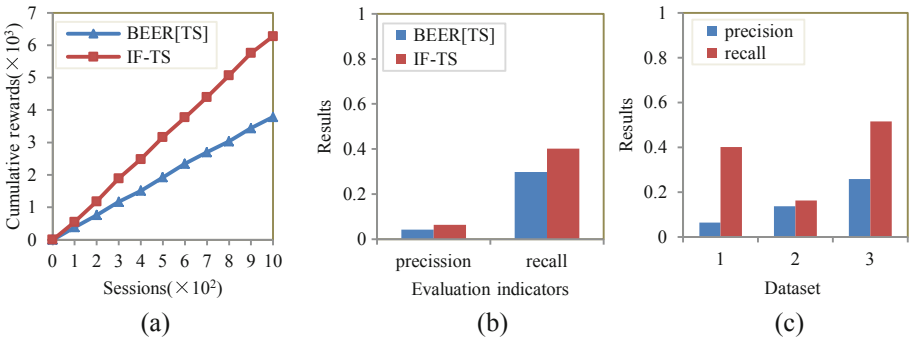 Cumulative rewards(×10³)
7
6
5
4
3
2
1
0
BEER[TS]
IF-TS
0 1 2 3 4 5 6 7 8 9 10
Sessions(×10²)
(a)
Results
1
0.8
0.6
0.4
0.2
0
BEER[TS]
IF-TS
precission recall
Evaluation indicators
(b)
Results
1
0.8
0.6
0.4
0.2
0
precision
recall
1 2 3
Dataset
(c)